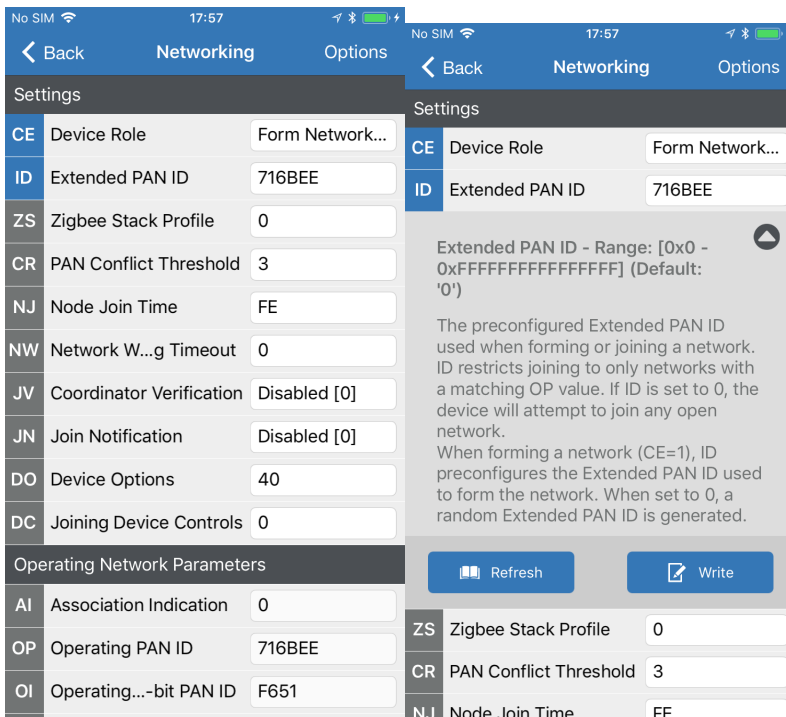 No SIM 17:57
Back Networking Options
Settings
CE Device Role Form Network...
ID Extended PAN ID 716BEE
ZS Zigbee Stack Profile 0
CR PAN Conflict Threshold 3
NJ Node Join Time FE
NW Network W...g Timeout 0
JV Coordinator Verification Disabled [0]
JN Join Notification Disabled [0]
DO Device Options 40
DC Joining Device Controls 0
Operating Network Parameters
AI Association Indication 0
OP Operating PAN ID 716BEE
OI Operating...-bit PAN ID F651
No SIM 17:57
Back Networking Options
Settings
CE Device Role Form Network...
ID Extended PAN ID 716BEE
Extended PAN ID - Range: [0x0 -
0xFFFFFFFFFFFFFFFF] (Default:
'0')
The preconfigured Extended PAN ID
used when forming or joining a network.
ID restricts joining to only networks with
a matching OP value. If ID is set to 0, the
device will attempt to join any open
network.
When forming a network (CE=1), ID
preconfigures the Extended PAN ID used
to form the network. When set to 0, a
random Extended PAN ID is generated.
Refresh Write
ZS Zigbee Stack Profile 0
CR PAN Conflict Threshold 3
NJ Node Join Time FE